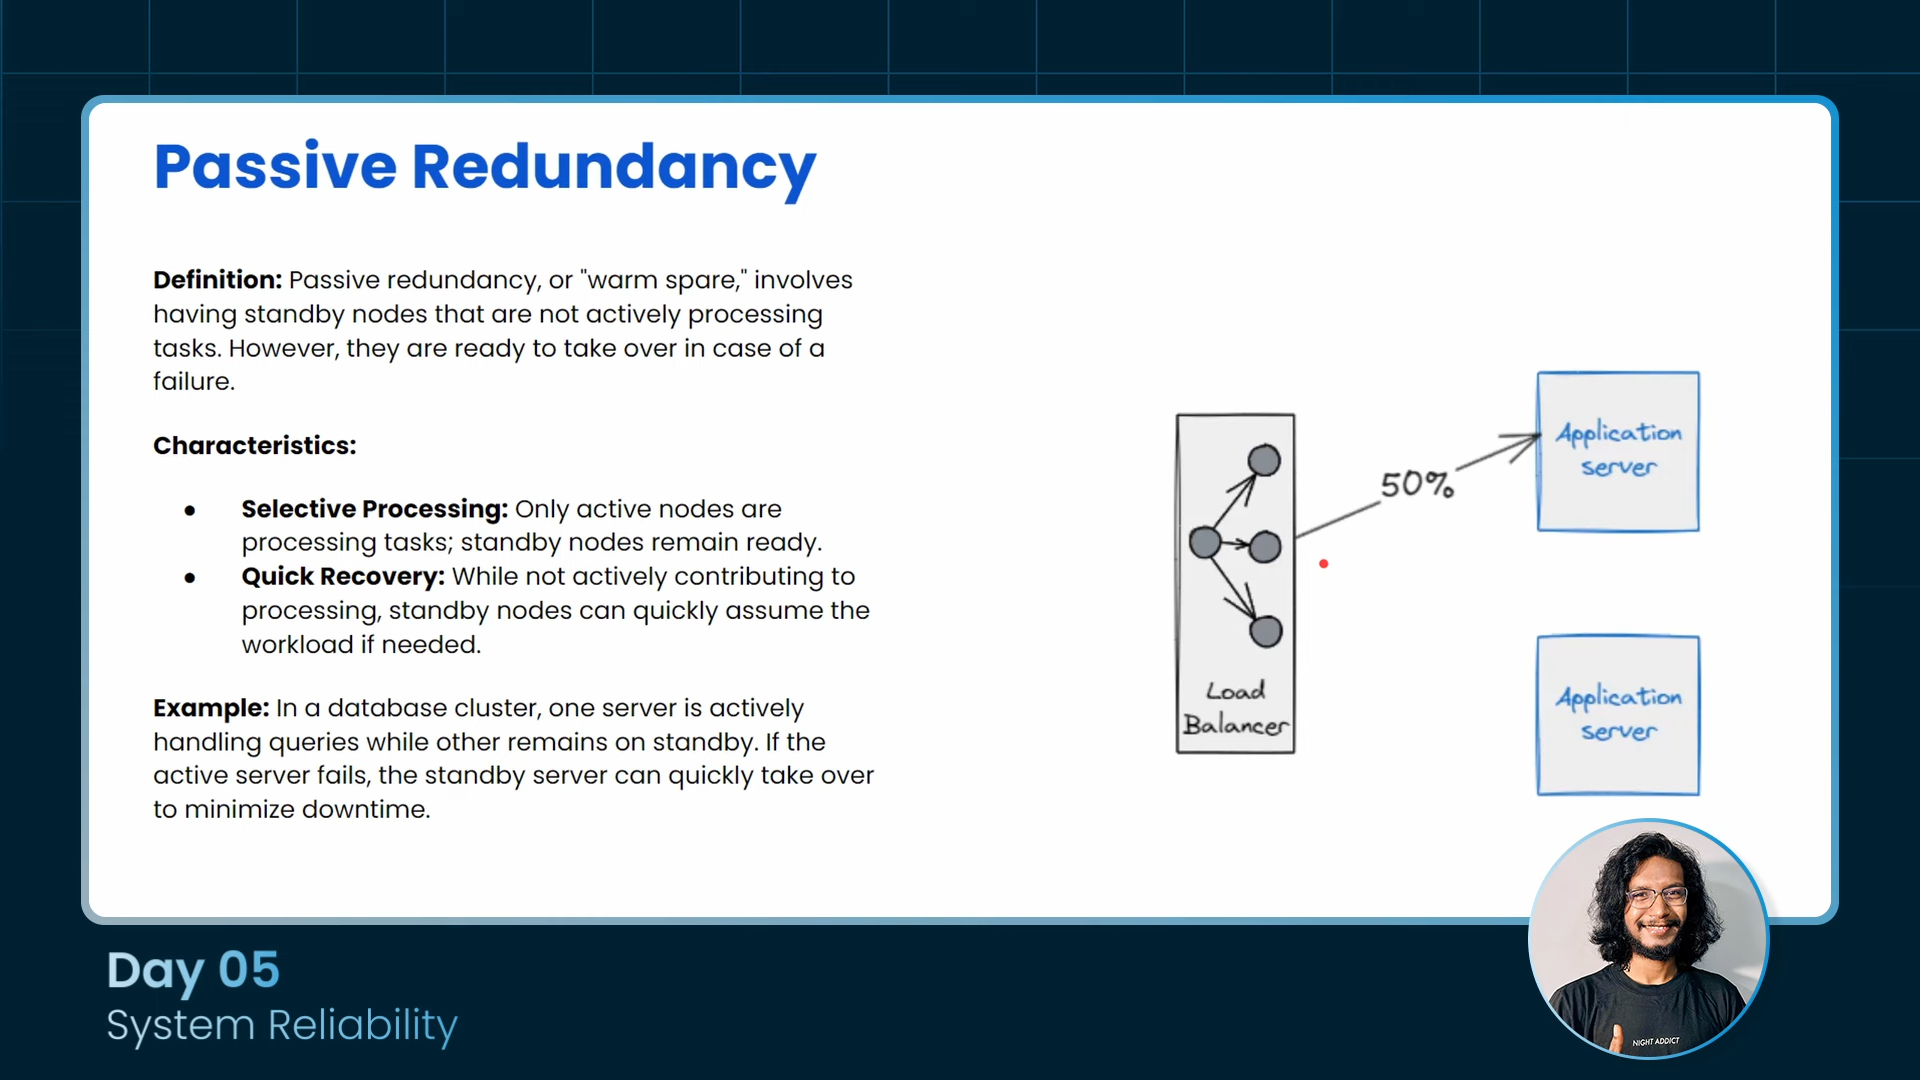 Passive Redundancy
Definition: Passive redundancy, or "warm spare," involves
having standby nodes that are not actively processing
tasks. However, they are ready to take over in case of a
failure.
Characteristics:
● Selective Processing: Only active nodes are
processing tasks; standby nodes remain ready.
● Quick Recovery: While not actively contributing to
processing, standby nodes can quickly assume the
workload if needed.
Example: In a database cluster, one server is actively
handling queries while other remains on standby. If the
active server fails, the standby server can quickly take over
to minimize downtime.
50%
Application
server
Load
Balancer
Application
server
NIGHT ADDICT
Day 05
System Reliability